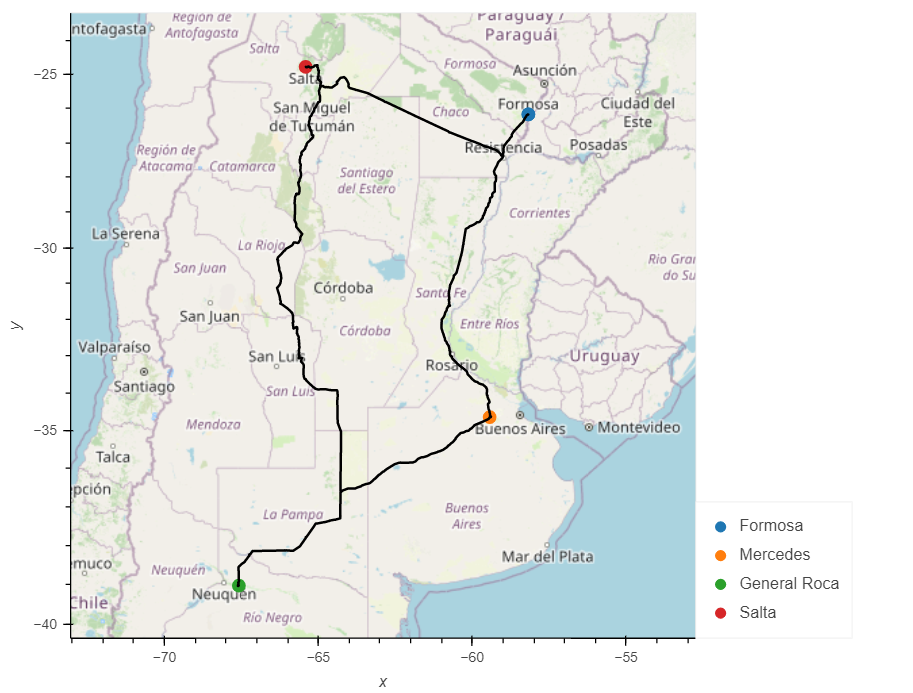 Región de
Antofagasta
Paraguay /
Paraguái
ntofagasta
Salta
Formosa
Asunción
Salta
San Miguel
de Tucumán
Chaco
Formosa
Ciudad del
Este
Resistencia
Posadas
Región de
Atacama
Catamarca
Santiago
del Estero
Corrientes
La Serena
La Rioja
San Juan
Rio Gran
do Su
Córdoba
Santa Fe
San Juan
Córdoba
Entre Ríos
Valparaíso
San Luis
Rosario
Uruguay
Santiago
San Luis
Mendoza
Buenos Aires
Montevideo
Talca
epción
La Pampa
Buenos
Aires
Mar del Plata
emuco
Neuquén
Neuquén
Chile
Río Negro
−25
−30
−35
−40
y
−70
−65
−60
−55
x
Formosa
Mercedes
General Roca
Salta